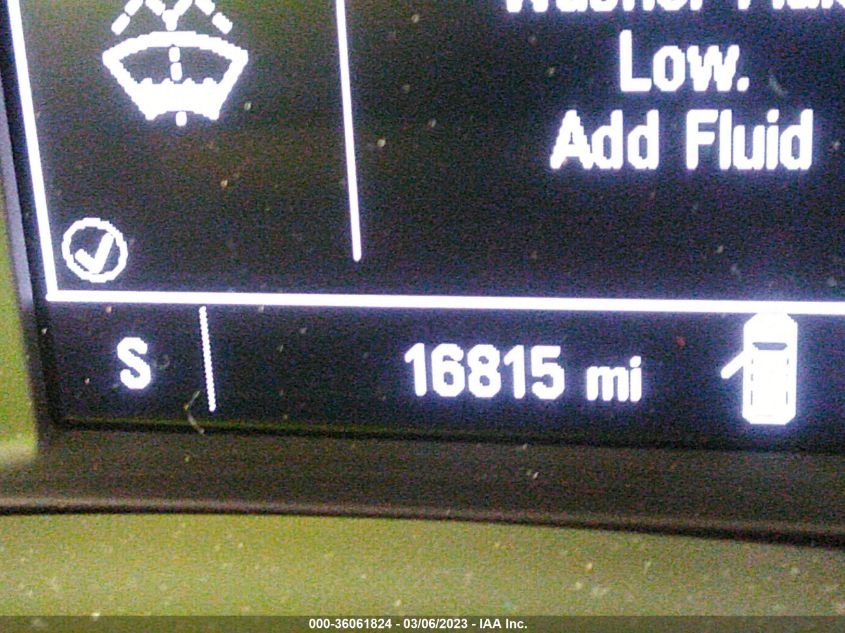 Low.
Add Fluid
S
16815 mi
000-36061824 - 03/06/2023 - IAA Inc.